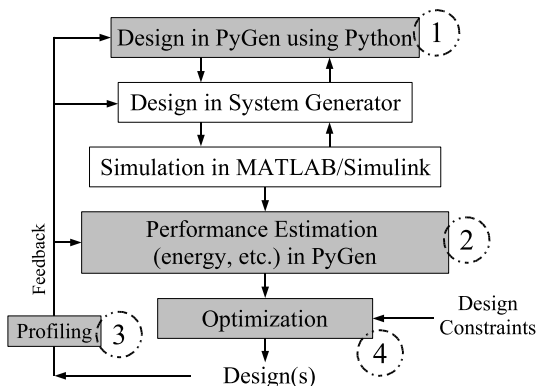 Design in PyGen using Python
1
Design in System Generator
Simulation in MATLAB/Simulink
Performance Estimation
(energy, etc.) in PyGen
2
Feedback
Optimization
Design
Constraints
Profiling
3
4
Design(s)